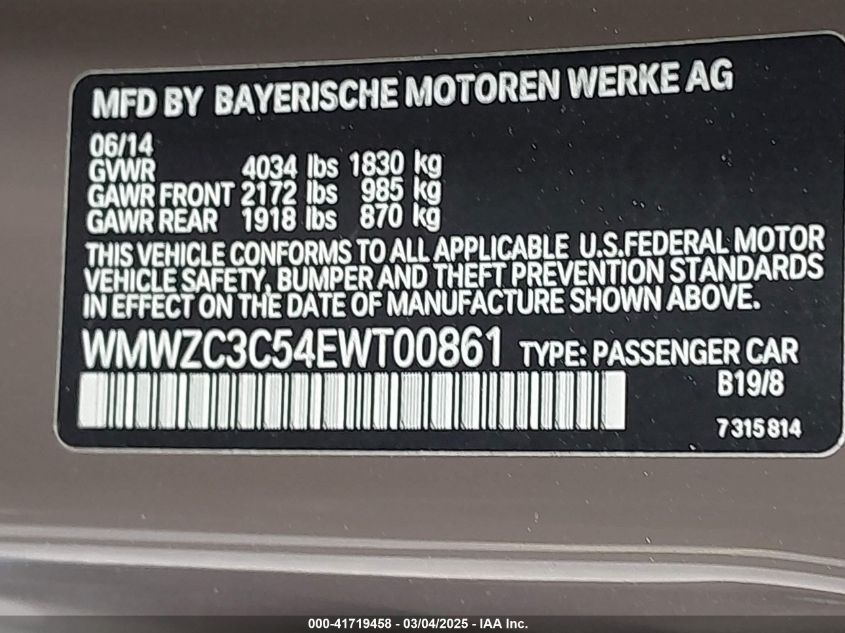 MFD BY BAYERISCHE MOTOREN WERKE AG
06/14
GVWR 4034 lbs 1830 kg
GAWR FRONT 2172 lbs 985 kg
GAWR REAR 1918 lbs 870 kg
THIS VEHICLE CONFORMS TO ALL APPLICABLE U.S.FEDERAL MOTOR
VEHICLE SAFETY, BUMPER AND THEFT PREVENTION STANDARDS
IN EFFECT ON THE DATE OF MANUFACTURE SHOWN ABOVE.
WMWZC3C54EWT00861 TYPE: PASSENGER CAR
B19/8
7 315 814
000-41719458 - 03/04/2025 - IAA Inc.